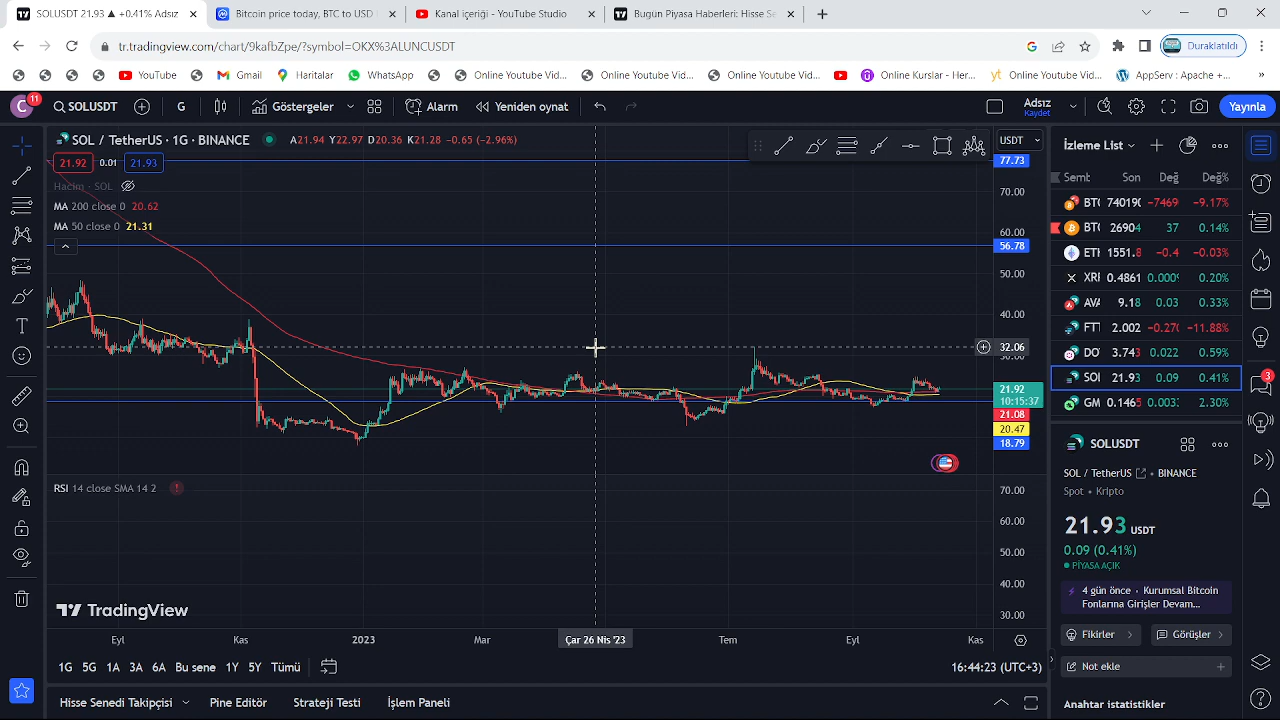 SOLUSDT 21.93 ▲ +0.41% Adsız
Bitcoin price today, BTC to USD
Kanal içeriği - YouTube Studio
Bugün Piyasa Haberleri: Hisse Se
tr.tradingview.com/chart/9kafbZpe/?symbol=OKX%3ALUNCUSDT
Duraklatıldı
YouTube
Gmail
Haritalar
WhatsApp
Online Youtube Vid...
Online Youtube Vid...
Online Youtube Vid...
Online Kurslar - Her...
yt Online Youtube Vid...
AppServ : Apache +...
C 11
SOLUSDT
G
Göstergeler
Alarm
Yeniden oynat
Adsız
Kaydet
Yayınla
SOL / TetherUS · 1G · BINANCE
A21.94 Y22.97 D20.36 K21.28 −0.65 (−2.96%)
21.92 0.01 21.93
Hacim · SOL
MA 200 close 0 20.62
MA 50 close 0 21.31
USDT
77.73
70.00
60.00
56.78
50.00
40.00
32.06
30.00
21.92
10:15:37
21.08
20.47
18.79
RSI 14 close SMA 14 2
70.00
60.00
50.00
40.00
30.00
TradingView
Eyl
Kas
2023
Mar
Çar 26 Nis '23
Tem
Eyl
Kas
1G 5G 1A 3A 6A Bu sene 1Y 5Y Tümü
16:44:23 (UTC+3)
Hisse Senedi Takipçisi
Pine Editör
Strateji Testi
İşlem Paneli
İzleme List
Semb Son Değ Değ%
BTC −7469 −9.17%
BTC 26904 37 0.14%
ETH 1551.8 −0.4 −0.03%
XRP 0.4861 0.20%
AVA 9.18 0.03 0.33%
FTT 2.002 −11.88%
DO 3.743 0.022 0.59%
SOL 21.93 0.09 0.41%
GM 0.1465 2.30%
3
SOLUSDT
SOL / TetherUS • BINANCE
Spot • Kripto
21.93 USDT
0.09 (0.41%)
PİYASA AÇIK
4 gün önce • Kurumsal Bitcoin
Fonlarına Girişler Devam...
Fikirler
Görüşler
Not ekle
Anahtar istatistikler